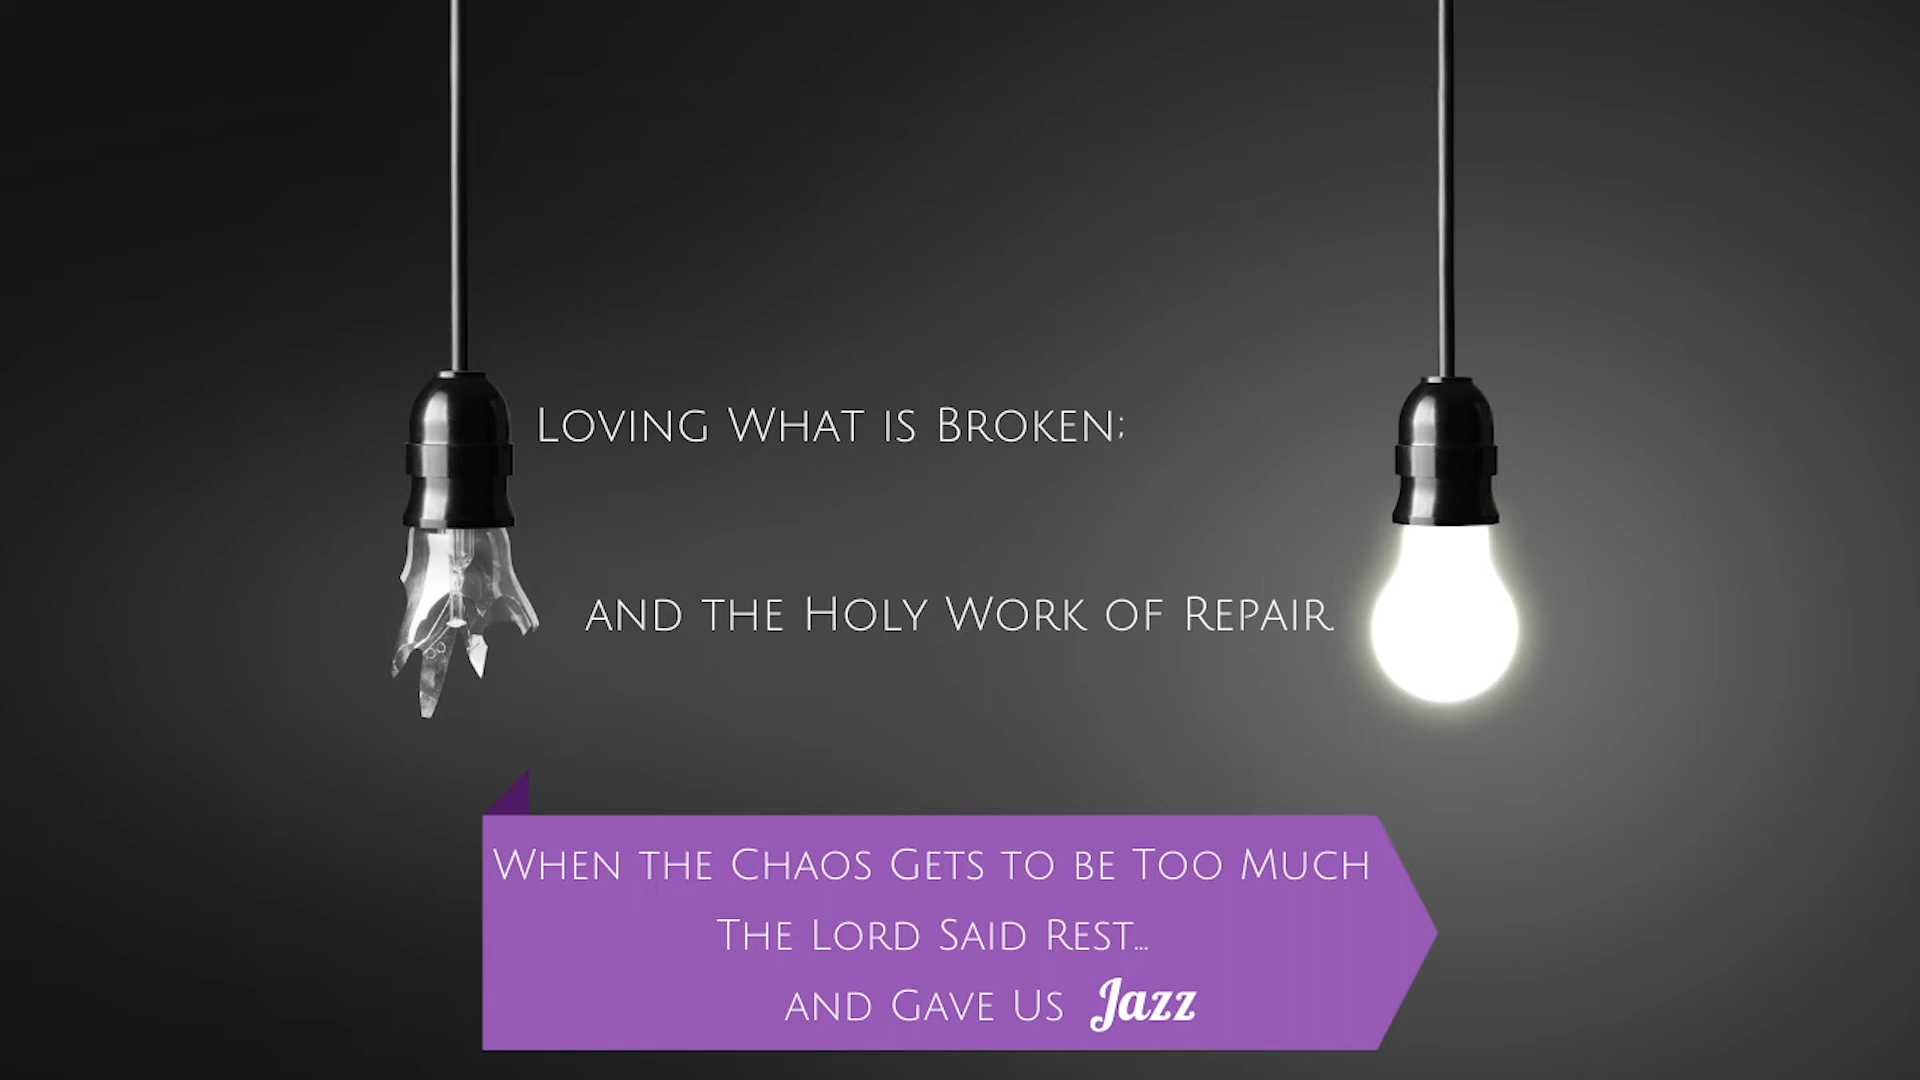 Loving What is Broken;
and the Holy Work of Repair.
When the Chaos Gets to be Too Much
The Lord Said Rest...
and Gave Us Jazz